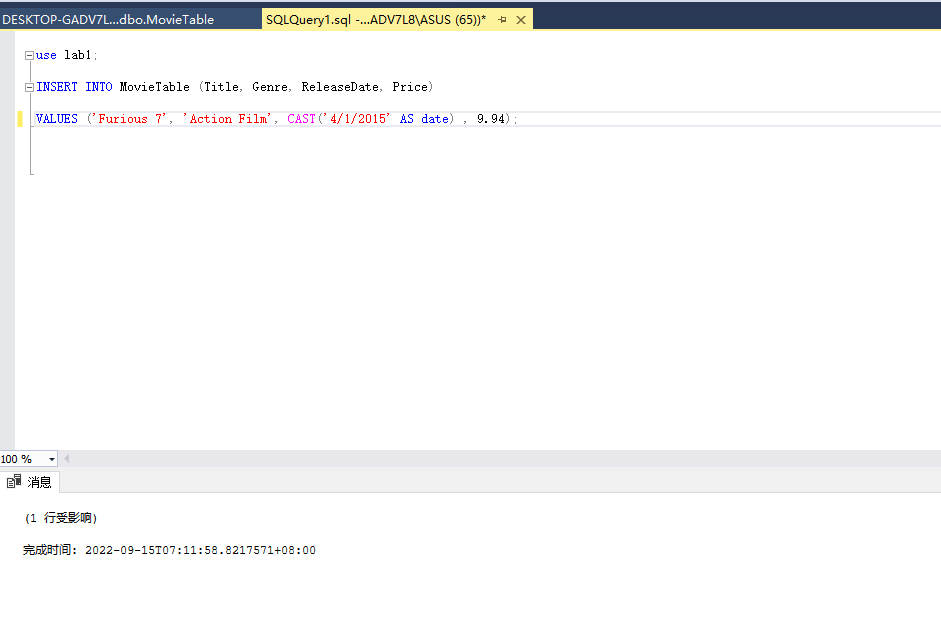 DESKTOP-GADV7L...dbo.MovieTable
SQLQuery1.sql -...ADV7L8\ASUS (65))*
use lab1;
INSERT INTO MovieTable (Title, Genre, ReleaseDate, Price)
VALUES ('Furious 7', 'Action Film', CAST('4/1/2015' AS date) , 9.94);
100 %
消息
(1 行受影响)
完成时间: 2022-09-15T07:11:58.8217571+08:00